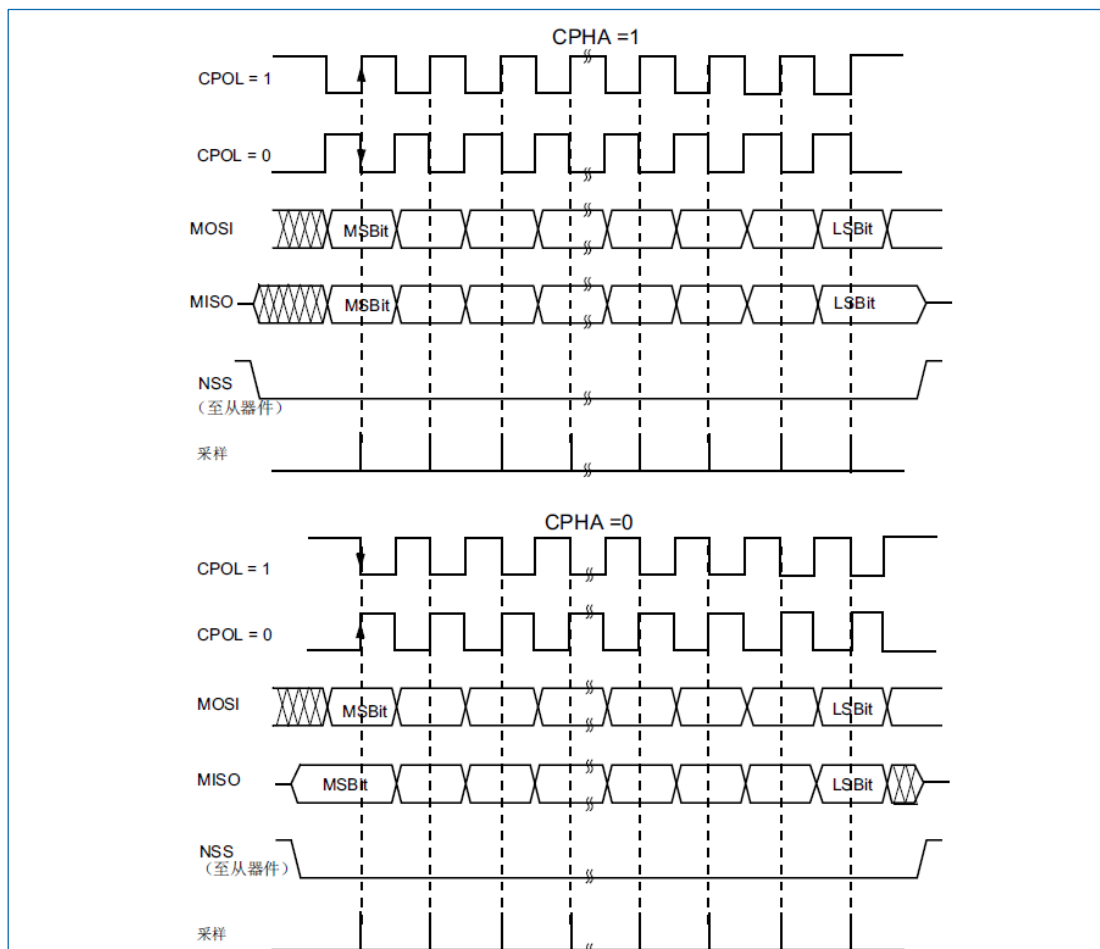 CPHA =1
CPOL = 1
CPOL = 0
MOSI
MSBit
LSBit
MISO
MSBit
LSBit
NSS
（至从器件）
采样
CPHA =0
CPOL = 1
CPOL = 0
MOSI
MSBit
LSBit
MISO
MSBit
LSBit
NSS
（至从器件）
采样